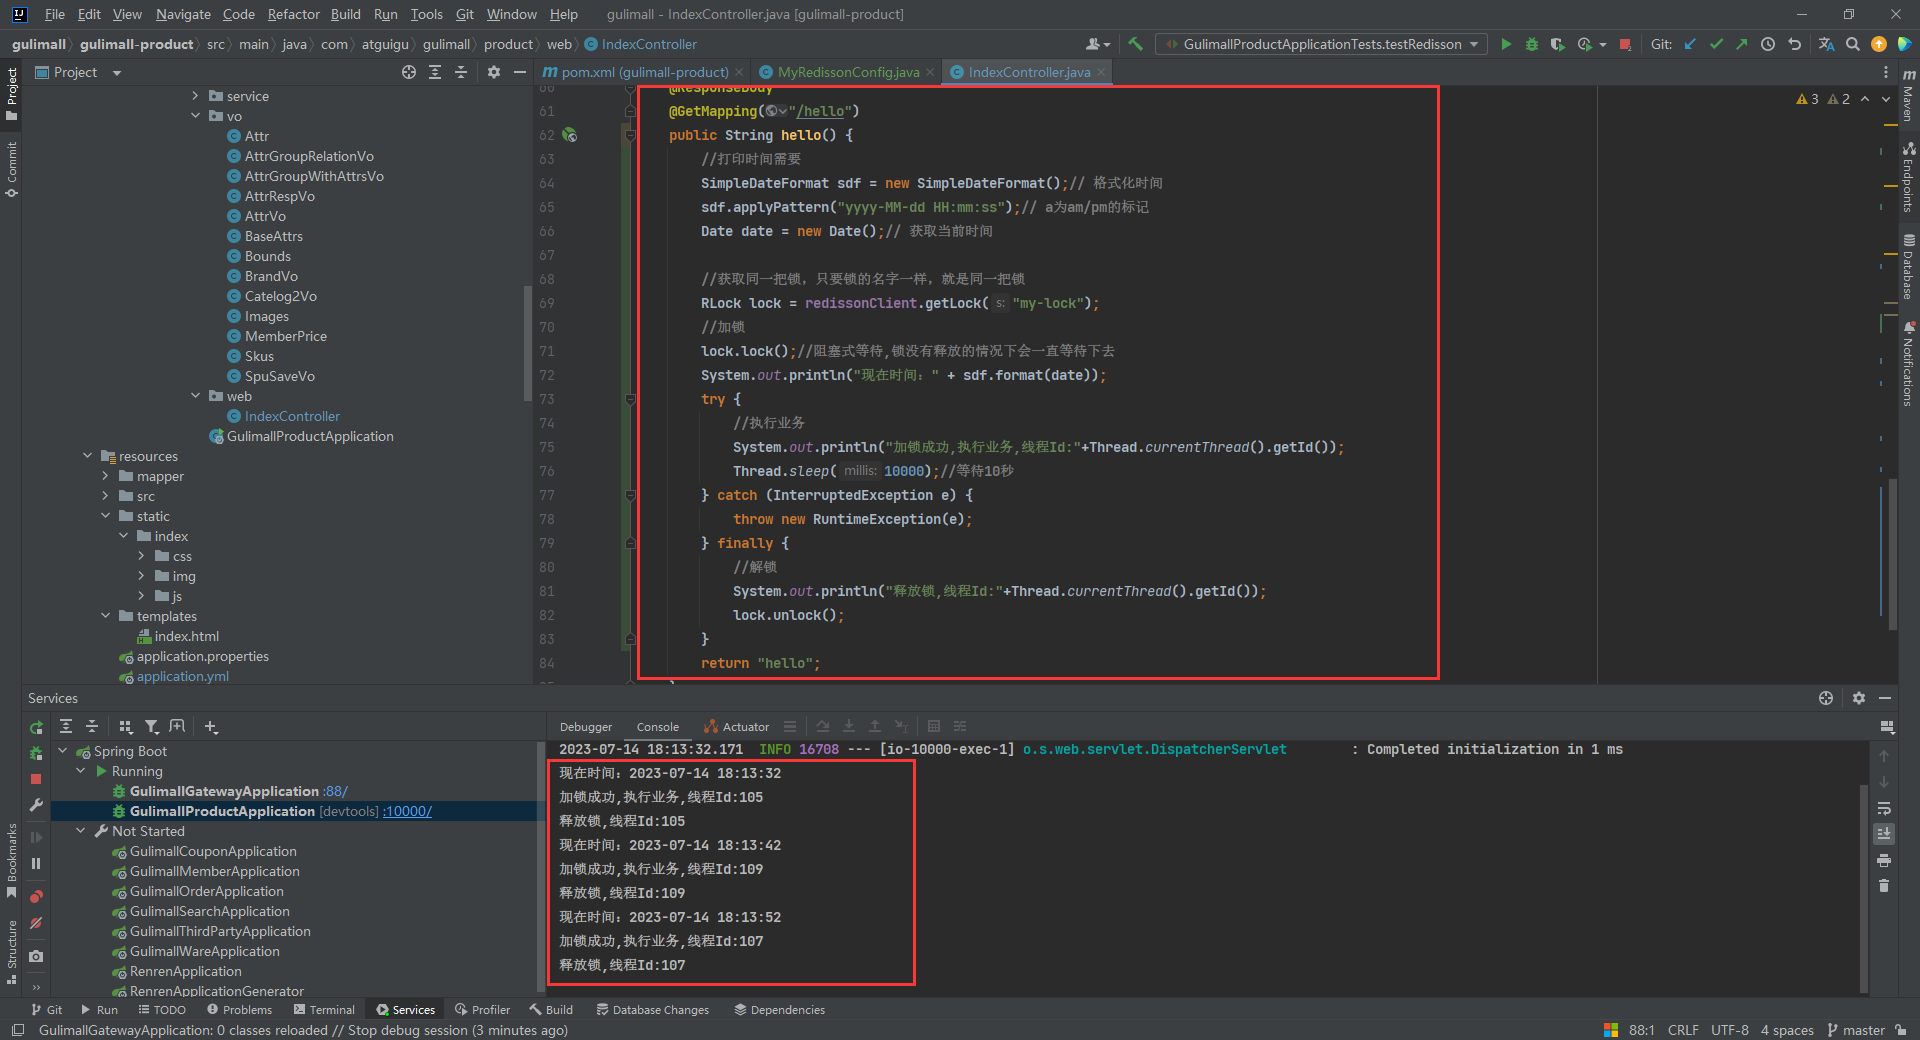 File Edit View Navigate Code Refactor Build Run Tools Git Window Help gulimall - IndexController.java [gulimall-product]
gulimall gulimall-product src main java com atguigu gulimall product web IndexController
GulimallProductApplicationTests.testRedisson Git:
Project
pom.xml (gulimall-product) MyRedissonConfig.java IndexController.java
Project
Commit
service
vo
Attr
AttrGroupRelationVo
AttrGroupWithAttrsVo
AttrRespVo
AttrVo
BaseAttrs
Bounds
BrandVo
Catelog2Vo
Images
MemberPrice
Skus
SpuSaveVo
web
IndexController
GulimallProductApplication
resources
mapper
src
static
index
css
img
js
templates
index.html
application.properties
application.yml
3 2
60 @ResponseBody
61 @GetMapping("/hello")
62 public String hello() {
63 //打印时间需要
64 SimpleDateFormat sdf = new SimpleDateFormat();// 格式化时间
65 sdf.applyPattern("yyyy-MM-dd HH:mm:ss");// a为am/pm的标记
66 Date date = new Date();// 获取当前时间
67
68 //获取同一把锁，只要锁的名字一样，就是同一把锁
69 RLock lock = redissonClient.getLock( s: "my-lock");
70 //加锁
71 lock.lock();//阻塞式等待,锁没有释放的情况下会一直等待下去
72 System.out.println("现在时间：" + sdf.format(date));
73 try {
74 //执行业务
75 System.out.println("加锁成功,执行业务,线程Id:"+Thread.currentThread().getId());
76 Thread.sleep( millis: 10000);//等待10秒
77 } catch (InterruptedException e) {
78 throw new RuntimeException(e);
79 } finally {
80 //解锁
81 System.out.println("释放锁,线程Id:"+Thread.currentThread().getId());
82 lock.unlock();
83 }
84 return "hello";
Maven
Endpoints
Database
Notifications
Services
Debugger Console Actuator
Spring Boot
Running
GulimallGatewayApplication :88/
GulimallProductApplication [devtools] :10000/
Not Started
GulimallCouponApplication
GulimallMemberApplication
GulimallOrderApplication
GulimallSearchApplication
GulimallThirdPartyApplication
GulimallWareApplication
RenrenApplication
RenrenApplicationGenerator
2023-07-14 18:13:32.171 INFO 16708 --- [io-10000-exec-1] o.s.web.servlet.DispatcherServlet : Completed initialization in 1 ms
现在时间：2023-07-14 18:13:32
加锁成功,执行业务,线程Id:105
释放锁,线程Id:105
现在时间：2023-07-14 18:13:42
加锁成功,执行业务,线程Id:109
释放锁,线程Id:109
现在时间：2023-07-14 18:13:52
加锁成功,执行业务,线程Id:107
释放锁,线程Id:107
Bookmarks
Structure
Git Run TODO Problems Terminal Services Profiler Build Database Changes Dependencies
GulimallGatewayApplication: 0 classes reloaded // Stop debug session (3 minutes ago) 88:1 CRLF UTF-8 4 spaces master